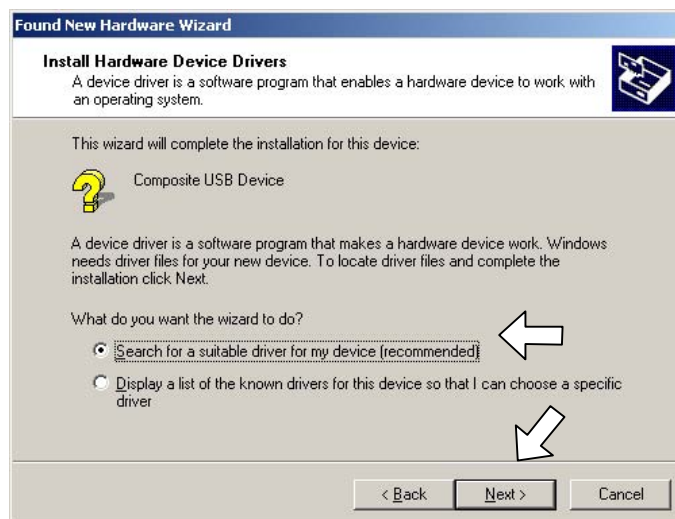 Found New Hardware Wizard
Install Hardware Device Drivers
A device driver is a software program that enables a hardware device to work with
an operating system.
This wizard will complete the installation for this device:
Composite USB Device
A device driver is a software program that makes a hardware device work. Windows
needs driver files for your new device. To locate driver files and complete the
installation click Next.
What do you want the wizard to do?
Search for a suitable driver for my device (recommended)
Display a list of the known drivers for this device so that I can choose a specific
driver
< Back Next > Cancel